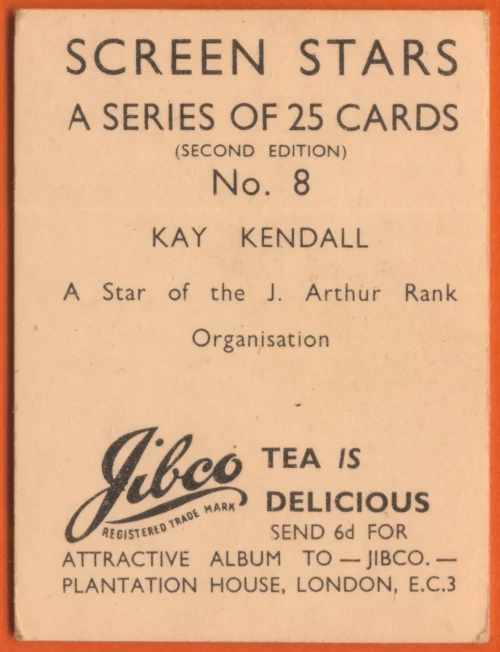 SCREEN STARS
A SERIES OF 25 CARDS
(SECOND EDITION)
No. 8
KAY KENDALL
A Star of the J. Arthur Rank
Organisation
Jibco
REGISTERED TRADE MARK
TEA IS
DELICIOUS
SEND 6d FOR
ATTRACTIVE ALBUM TO — JIBCO. —
PLANTATION HOUSE, LONDON, E.C.3